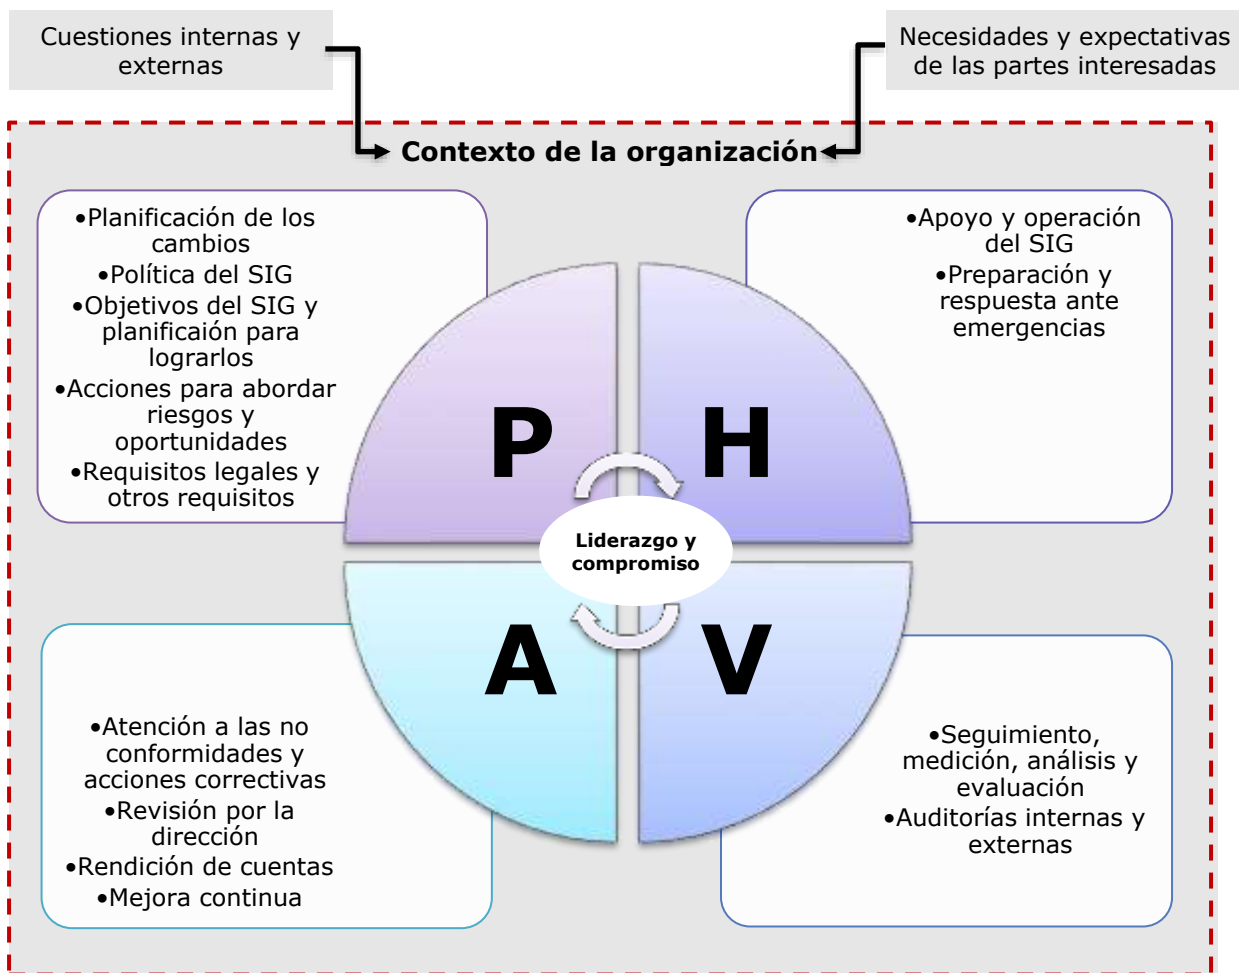 Cuestiones internas y
externas
Necesidades y expectativas
de las partes interesadas
Contexto de la organización
•Planificación de los
cambios
•Política del SIG
•Objetivos del SIG y
planificaión para
lograrlos
•Acciones para abordar
riesgos y
oportunidades
•Requisitos legales y
otros requisitos
•Apoyo y operación
del SIG
•Preparación y
respuesta ante
emergencias
P
H
Liderazgo y
compromiso
A
V
•Atención a las no
conformidades y
acciones correctivas
•Revisión por la
dirección
•Rendición de cuentas
•Mejora continua
•Seguimiento,
medición, análisis y
evaluación
•Auditorías internas y
externas